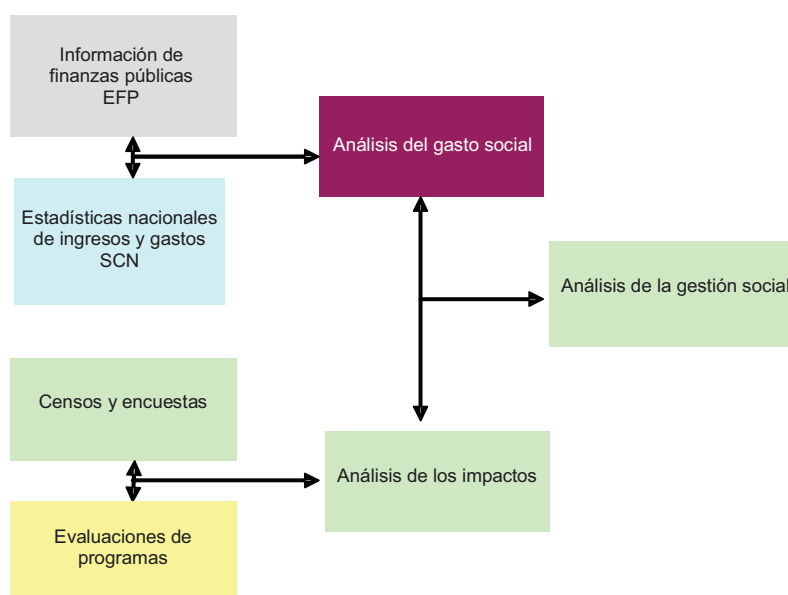 Información de
finanzas públicas
EFP
Análisis del gasto social
Estadísticas nacionales
de ingresos y gastos
SCN
Análisis de la gestión social
Censos y encuestas
Análisis de los impactos
Evaluaciones de
programas